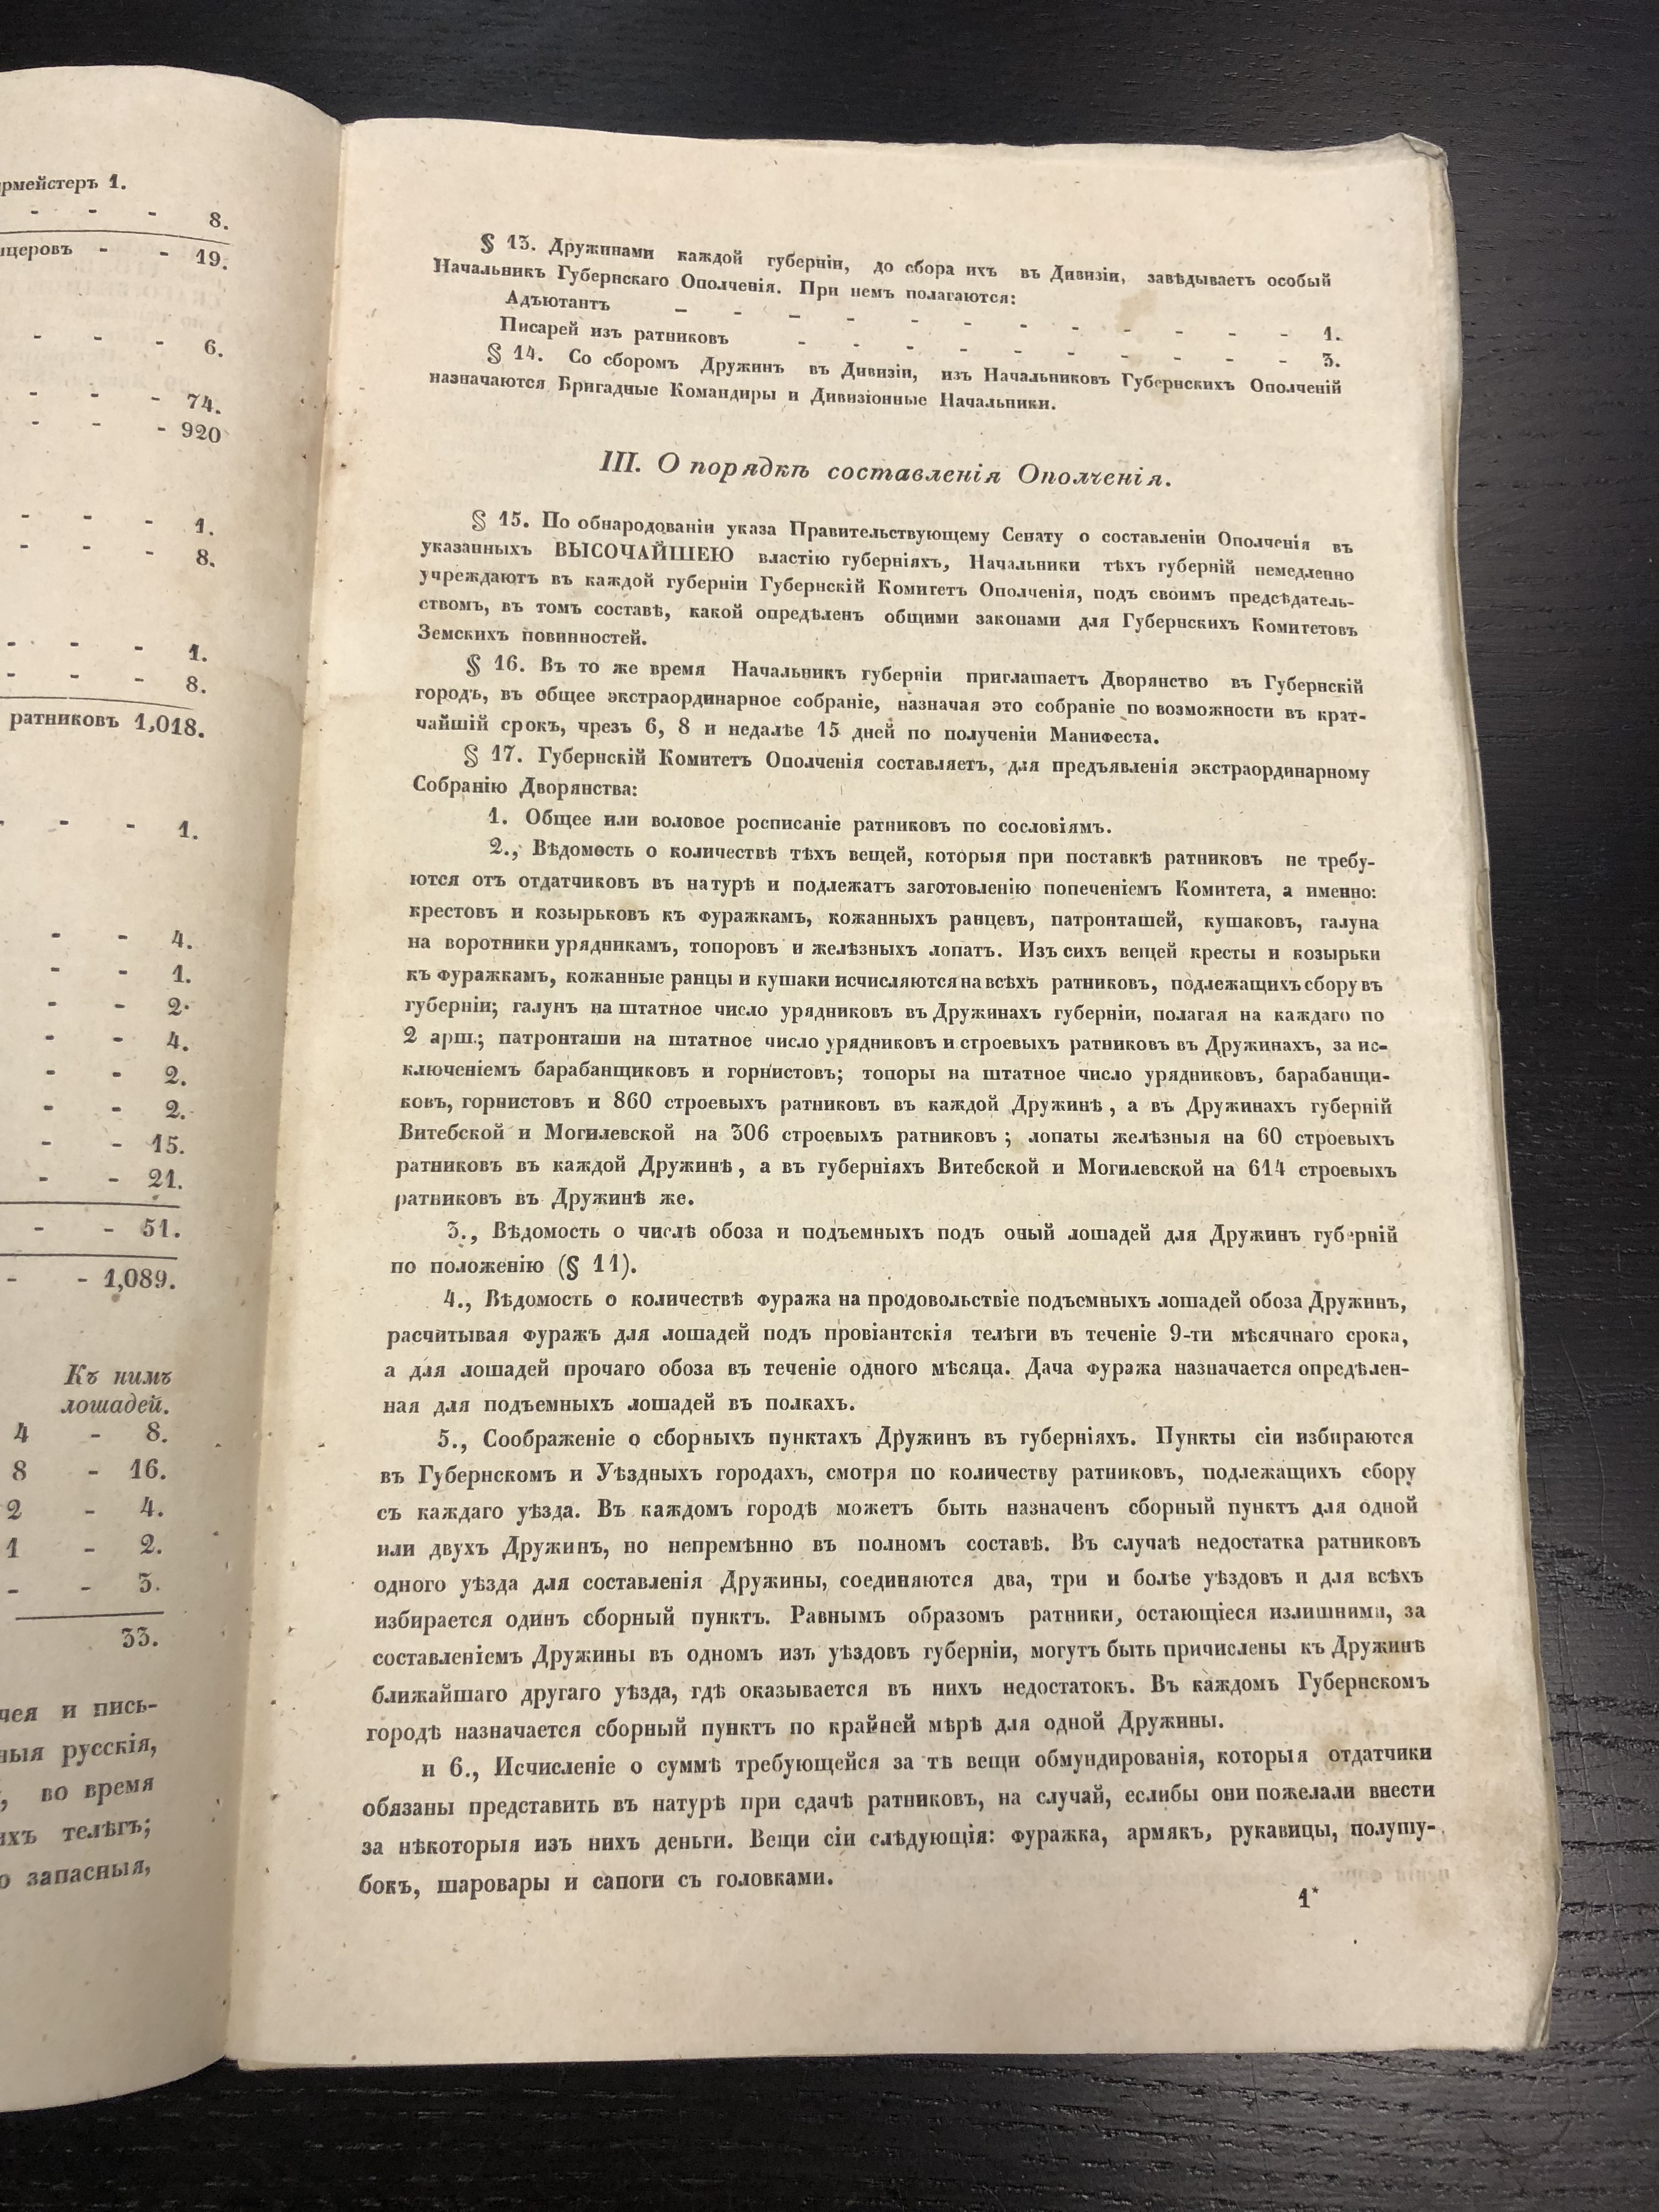 рмейстеръ 1.
- - - 8.
ицеровъ - - 19.
- - - 6.
- - - 74.
- - - 920
- - - 1.
- - - 8.
- - - 1.
- - - 8.
ратниковъ 1,018.
- - - 1.
- - 4.
- - 1.
- - 2.
- - 4.
- - 2.
- - 2.
- - 15.
- - 21.
- - 51.
- - 1,089.
Къ нимъ
лошадей.
4 - 8.
8 - 16.
2 - 4.
1 - 2.
- - 3.
33.
чея и пись-
ныя русскія,
во время
ихъ телѣгъ;
о запасныя,
§ 13. Дружинами каждой губерніи, до сбора ихъ въ Дивизіи, завѣдываетъ особый
Начальникъ Губернскаго Ополченія. При немъ полагаются:
Адъютантъ - - - - - - - - - - - - 1.
Писарей изъ ратниковъ - - - - - - - - - - 3.
§ 14. Со сборомъ Дружинъ въ Дивизіи, изъ Начальниковъ Губернскихъ Ополченій
назначаются Бригадные Командиры и Дивизіонные Начальники.
III. О порядкѣ составленія Ополченія.
§ 15. По обнародованіи указа Правительствующему Сенату о составленіи Ополченія въ
указанныхъ ВЫСОЧАЙШЕЮ властію губерніяхъ, Начальники тѣхъ губерній немедленно
учреждаютъ въ каждой губерніи Губернскій Комитетъ Ополченія, подъ своимъ предсѣдатель-
ствомъ, въ томъ составѣ, какой опредѣленъ общими законами для Губернскихъ Комитетовъ
Земскихъ повинностей.
§ 16. Въ то же время Начальникъ губерніи приглашаетъ Дворянство въ Губернскій
городъ, въ общее экстраординарное собраніе, назначая это собраніе по возможности въ крат-
чайшій срокъ, чрезъ 6, 8 и недалѣе 15 дней по полученіи Манифеста.
§ 17. Губернскій Комитетъ Ополченія составляетъ, для предъявленія экстраординарному
Собранію Дворянства:
1. Общее или воловое росписаніе ратниковъ по сословіямъ.
2., Вѣдомость о количествѣ тѣхъ вещей, которыя при поставкѣ ратниковъ не требу-
ются отъ отдатчиковъ въ натурѣ и подлежатъ заготовленію попеченіемъ Комитета, а именно:
крестовъ и козырьковъ къ фуражкамъ, кожанныхъ ранцевъ, патронташей, кушаковъ, галуна
на воротники урядникамъ, топоровъ и желѣзныхъ лопатъ. Изъ сихъ вещей кресты и козырьки
къ фуражкамъ, кожанные ранцы и кушаки исчисляются на всѣхъ ратниковъ, подлежащихъ сбору въ
губерніи; галунъ на штатное число урядниковъ въ Дружинахъ губерніи, полагая на каждаго по
2 арш.; патронташи на штатное число урядниковъ и строевыхъ ратниковъ въ Дружинахъ, за ис-
ключеніемъ барабанщиковъ и горнистовъ; топоры на штатное число урядниковъ, барабанщи-
ковъ, горнистовъ и 860 строевыхъ ратниковъ въ каждой Дружинѣ, а въ Дружинахъ губерній
Витебской и Могилевской на 306 строевыхъ ратниковъ; лопаты желѣзныя на 60 строевыхъ
ратниковъ въ каждой Дружинѣ, а въ губерніяхъ Витебской и Могилевской на 614 строевыхъ
ратниковъ въ Дружинѣ же.
3., Вѣдомость о числѣ обоза и подъемныхъ подъ оный лошадей для Дружинъ губерній
по положенію (§ 11).
4., Вѣдомость о количествѣ фуража на продовольствіе подъемныхъ лошадей обоза Дружинъ,
расчитывая фуражъ для лошадей подъ провіантскія телѣги въ теченіе 9-ти мѣсячнаго срока,
а для лошадей прочаго обоза въ теченіе одного мѣсяца. Дача фуража назначается опредѣлен-
ная для подъемныхъ лошадей въ полкахъ.
5., Соображеніе о сборныхъ пунктахъ Дружинъ въ губерніяхъ. Пункты сіи избираются
въ Губернскомъ и Уѣздныхъ городахъ, смотря по количеству ратниковъ, подлежащихъ сбору
съ каждаго уѣзда. Въ каждомъ городѣ можетъ быть назначенъ сборный пунктъ для одной
или двухъ Дружинъ, но непремѣнно въ полномъ составѣ. Въ случаѣ недостатка ратниковъ
одного уѣзда для составленія Дружины, соединяются два, три и болѣе уѣздовъ и для всѣхъ
избирается одинъ сборный пунктъ. Равнымъ образомъ ратники, остающіеся излишними, за
составленіемъ Дружины въ одномъ изъ уѣздовъ губерніи, могутъ быть причислены къ Дружинѣ
ближайшаго другаго уѣзда, гдѣ оказывается въ нихъ недостатокъ. Въ каждомъ Губернскомъ
городѣ назначается сборный пунктъ по крайней мѣрѣ для одной Дружины.
и 6., Исчисленіе о суммѣ требующейся за тѣ вещи обмундированія, которыя отдатчики
обязаны представить въ натурѣ при сдачѣ ратниковъ, на случай, еслибы они пожелали внести
за нѣкоторыя изъ нихъ деньги. Вещи сіи слѣдующія: фуражка, армякъ, рукавицы, полушу-
бокъ, шаровары и сапоги съ головками.
1*